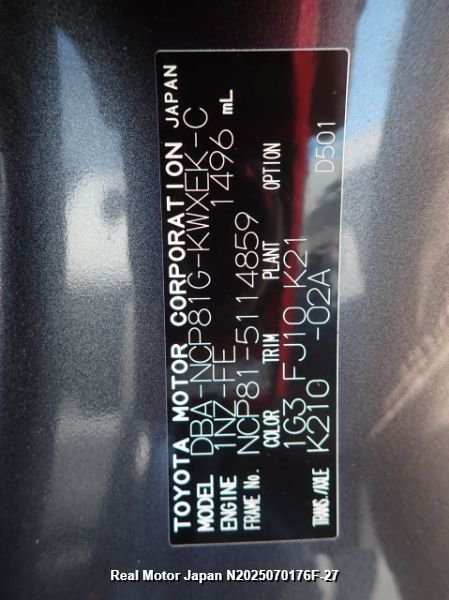 TOYOTA MOTOR CORPORATION JAPAN
MODEL DBA-NCP81G-KWXEK-C
ENGINE 1NZ-FE 1496 mL
FRAME No. NCP81-5114859
COLOR TRIM PLANT OPTION
1G3 FJ10 K21
TRANS./AXLE K210 -02A D501
Real Motor Japan N2025070176F-27